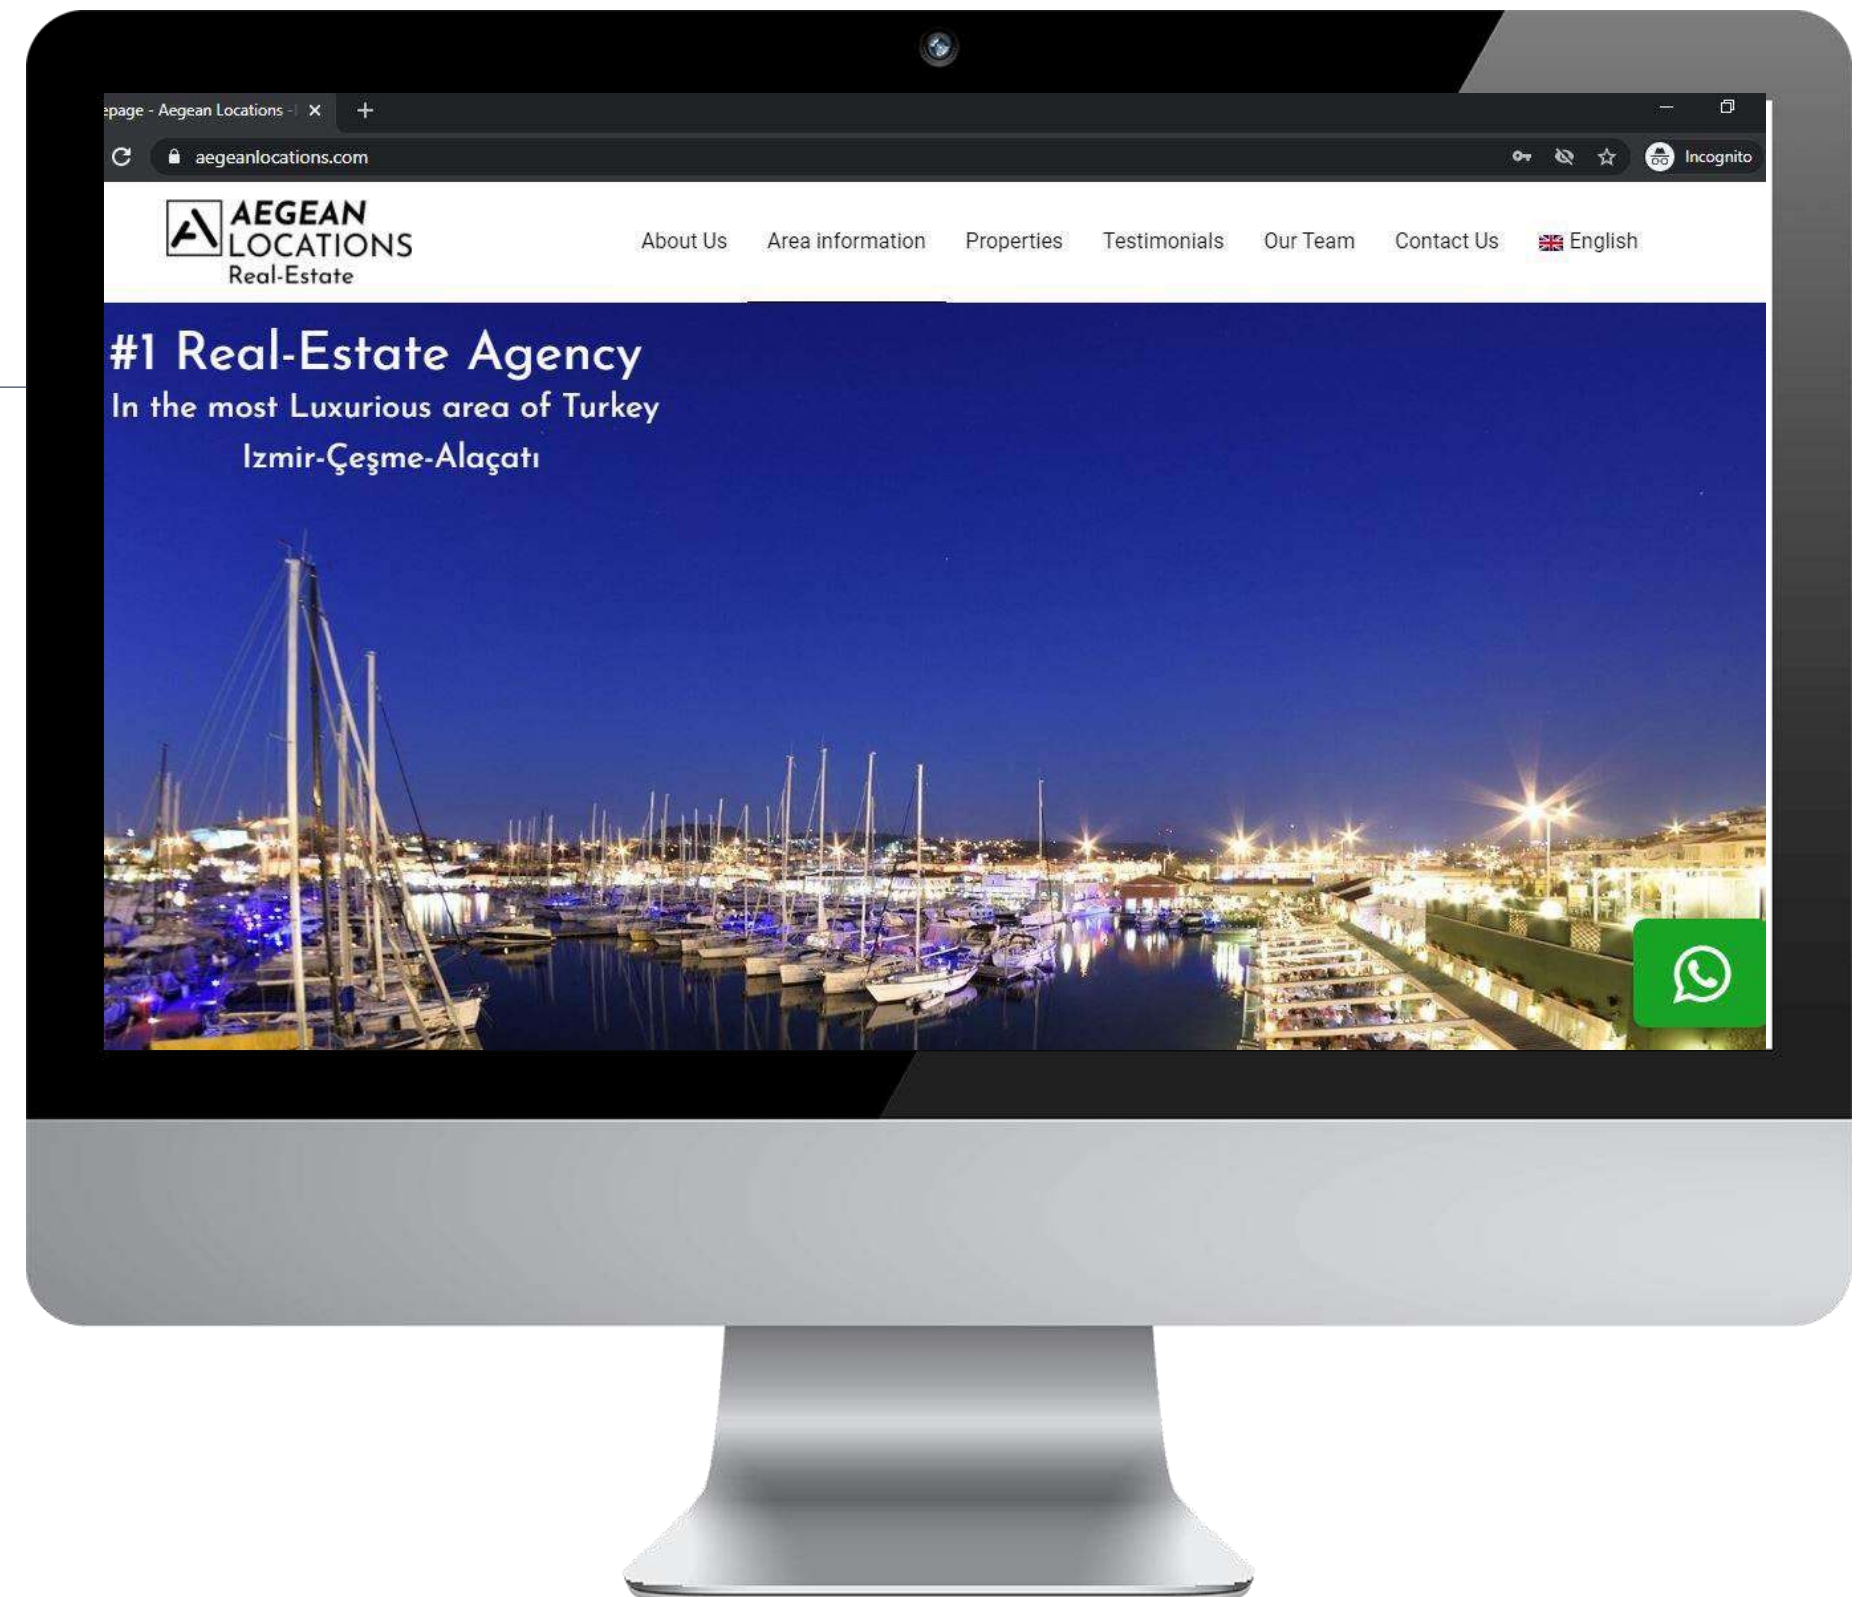 epage - Aegean Locations -
aegeanlocations.com
Incognito
AEGEAN
LOCATIONS
Real-Estate
About Us
Area information
Properties
Testimonials
Our Team
Contact Us
English
#1 Real-Estate Agency
In the most Luxurious area of Turkey
Izmir-Çeşme-Alaçatı